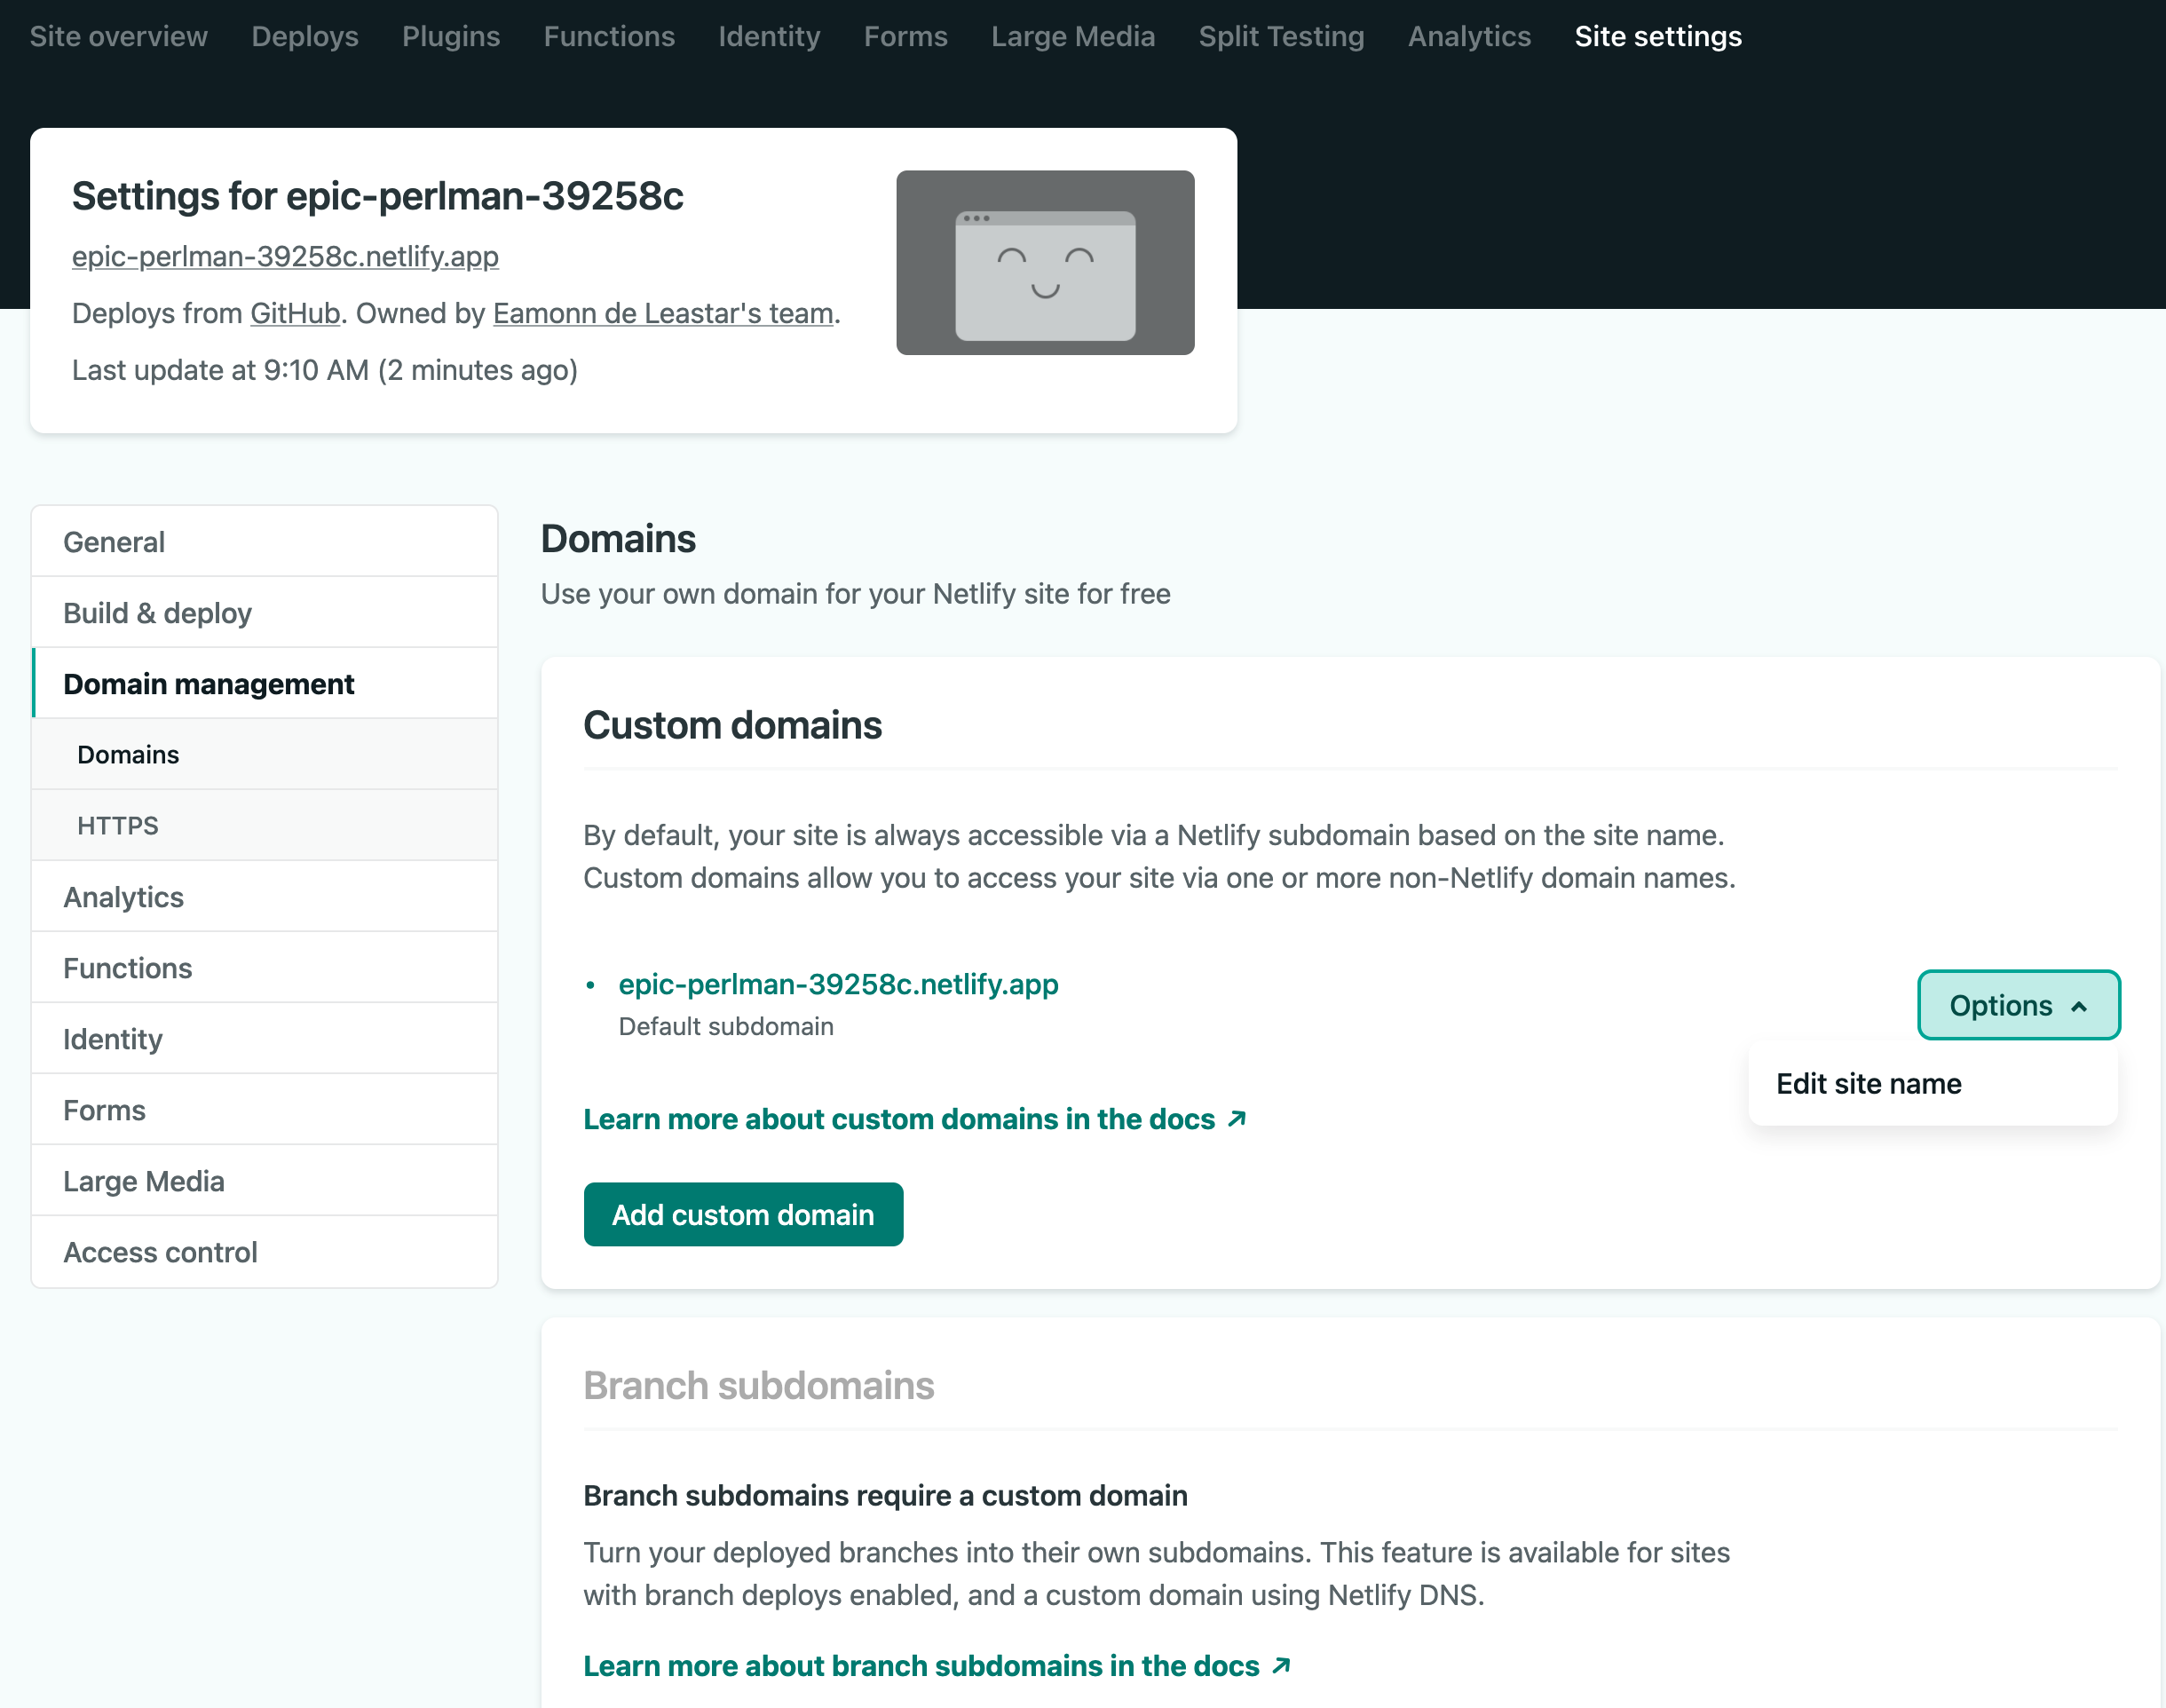 Site overview Deploys Plugins Functions Identity Forms Large Media Split Testing Analytics Site settings
Settings for epic-perlman-39258c
epic-perlman-39258c.netlify.app
Deploys from GitHub. Owned by Eamonn de Leastar's team.
Last update at 9:10 AM (2 minutes ago)
General
Build & deploy
Domain management
Domains
HTTPS
Analytics
Functions
Identity
Forms
Large Media
Access control
Domains
Use your own domain for your Netlify site for free
Custom domains
By default, your site is always accessible via a Netlify subdomain based on the site name.
Custom domains allow you to access your site via one or more non-Netlify domain names.
• epic-perlman-39258c.netlify.app
Default subdomain
Options
Edit site name
Learn more about custom domains in the docs ↗
Add custom domain
Branch subdomains
Branch subdomains require a custom domain
Turn your deployed branches into their own subdomains. This feature is available for sites
with branch deploys enabled, and a custom domain using Netlify DNS.
Learn more about branch subdomains in the docs ↗